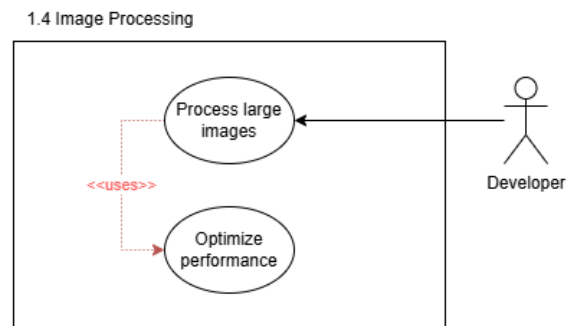 1.4 Image Processing
Process large
images
<<uses>>
Developer
Optimize
performance